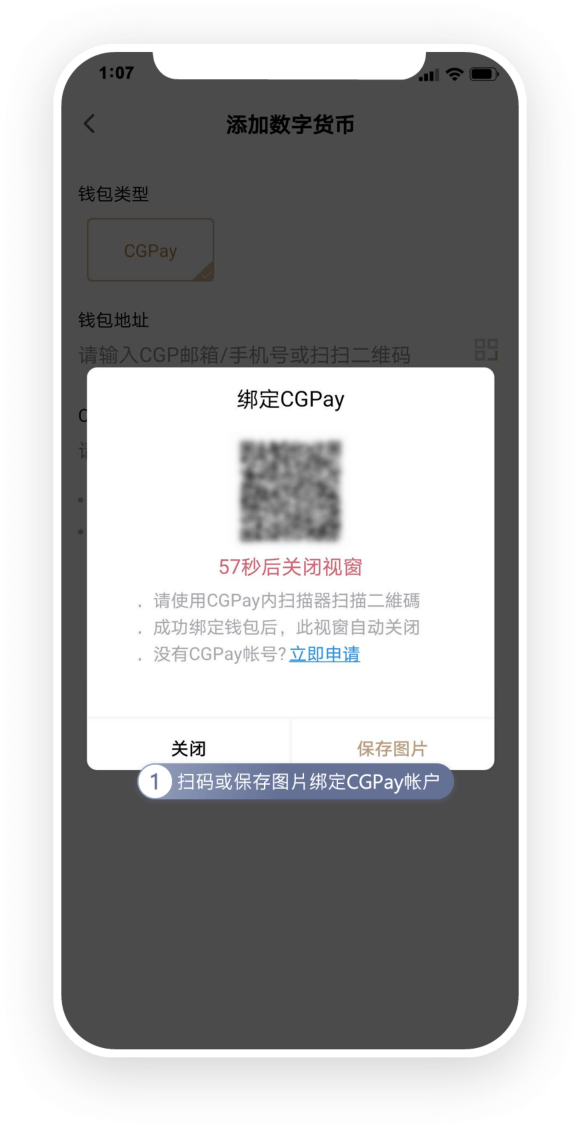 1:07
添加数字货币
钱包类型
CGPay
钱包地址
请输入CGP邮箱/手机号或扫扫二维码
C
绑定CGPay
57秒后关闭视窗
. 请使用CGPay内扫描器扫描二維碼
. 成功绑定钱包后，此视窗自动关闭
. 没有CGPay帐号?立即申请
关闭
保存图片
1 扫码或保存图片绑定CGPay帐户